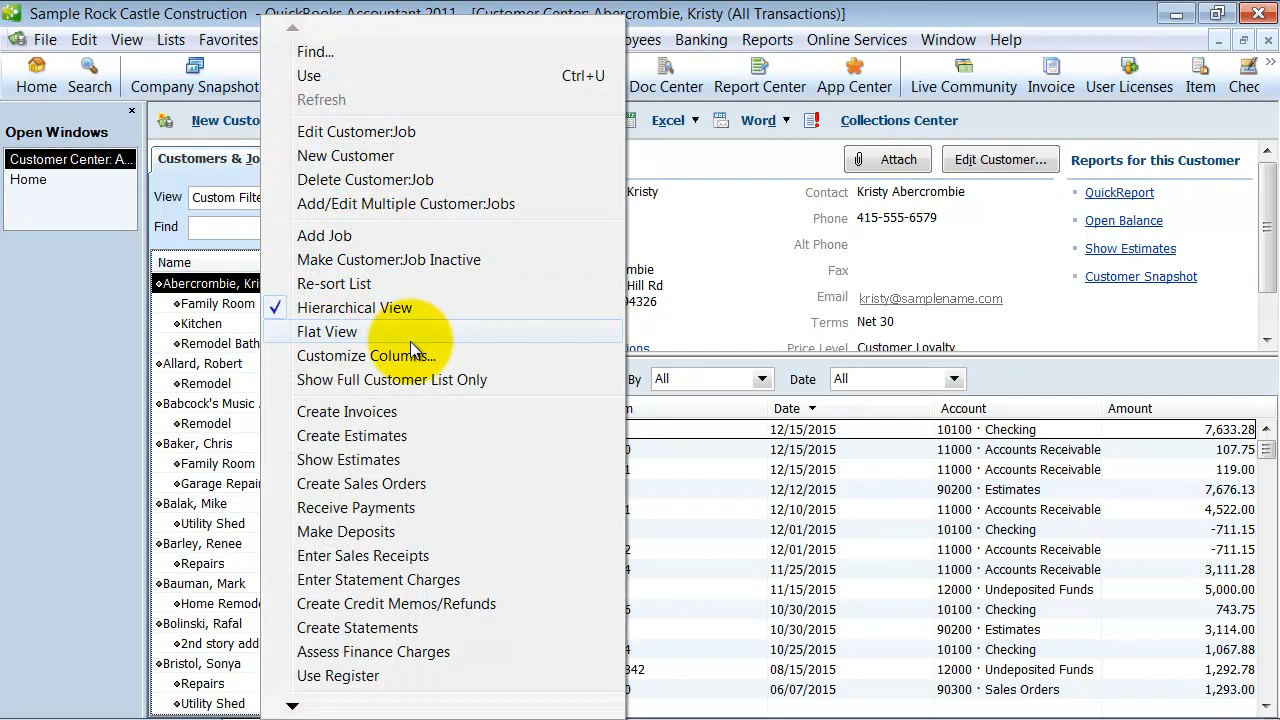 Sample Rock Castle Construction - QuickBooks Accountant 2011 - [Customer Center: Abercrombie, Kristy (All Transactions)]
File Edit View Lists Favorites Banking Reports Online Services Window Help
Home Search Company Snapshot Doc Center Report Center App Center Live Community Invoice User Licenses Item
Open Windows
Customer Center: A...
Home
New Custo
Excel Word Collections Center
Customers & Jo
View Custom Filte
Find
Name
Abercrombie, Kri
Family Room
Kitchen
Remodel Bath
Allard, Robert
Remodel
Babcock's Music
Remodel
Baker, Chris
Family Room
Garage Repai
Balak, Mike
Utility Shed
Barley, Renee
Repairs
Bauman, Mark
Home Remod
Bolinski, Rafal
2nd story add
Bristol, Sonya
Repairs
Utility Shed
Find...
Use Ctrl+U
Refresh
Edit Customer:Job
New Customer
Delete Customer:Job
Add/Edit Multiple Customer:Jobs
Add Job
Make Customer:Job Inactive
Re-sort List
Hierarchical View
Flat View
Customize Columns...
Show Full Customer List Only
Create Invoices
Create Estimates
Show Estimates
Create Sales Orders
Receive Payments
Make Deposits
Enter Sales Receipts
Enter Statement Charges
Create Credit Memos/Refunds
Create Statements
Assess Finance Charges
Use Register
Attach Edit Customer...
Kristy
Hill Rd
94326
Contact Kristy Abercrombie
Phone 415-555-6579
Alt Phone
Fax
Email kristy@samplename.com
Terms Net 30
Price Level Customer Loyalty
Reports for this Customer
QuickReport
Open Balance
Show Estimates
Customer Snapshot
By All Date All
Date Account Amount
12/15/2015 10100 · Checking 7,633.28
12/15/2015 11000 · Accounts Receivable 107.75
12/15/2015 11000 · Accounts Receivable 119.00
12/12/2015 90200 · Estimates 7,676.13
12/10/2015 11000 · Accounts Receivable 4,522.00
12/01/2015 10100 · Checking -711.15
12/01/2015 11000 · Accounts Receivable -711.15
11/25/2015 11000 · Accounts Receivable 3,111.28
11/15/2015 12000 · Undeposited Funds 5,000.00
10/30/2015 10100 · Checking 743.75
10/30/2015 90200 · Estimates 3,114.00
10/25/2015 10100 · Checking 1,067.88
342 08/15/2015 12000 · Undeposited Funds 1,292.78
06/07/2015 90300 · Sales Orders 1,293.00